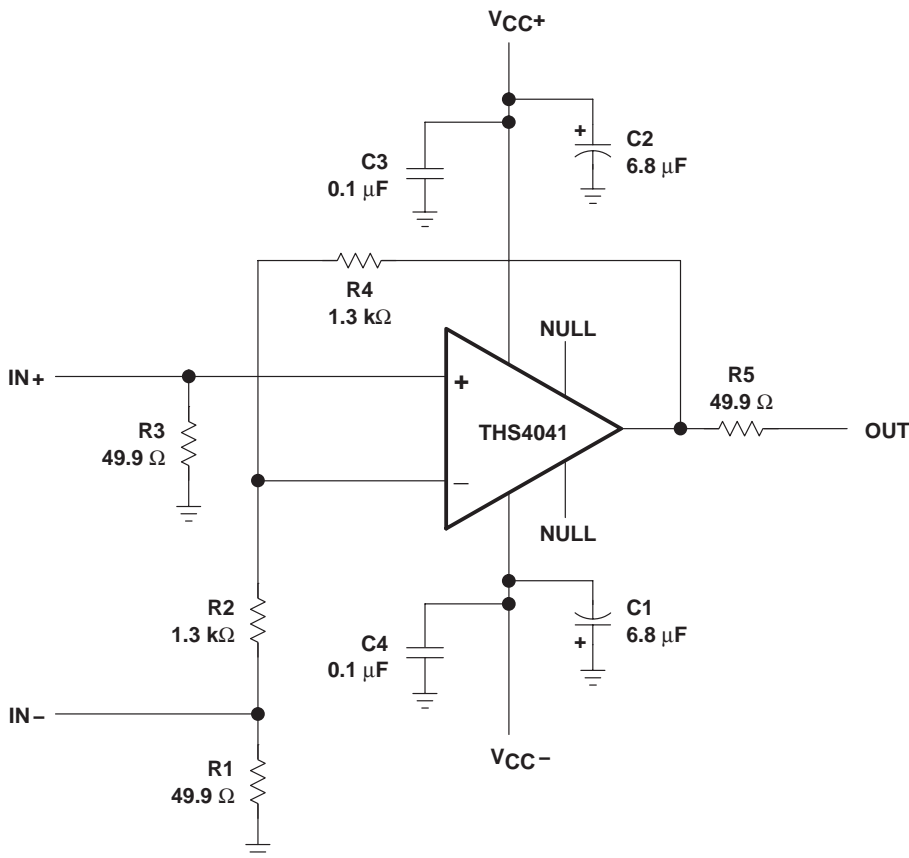 VCC+
C3
0.1 μF
+
C2
6.8 μF
R4
1.3 kΩ
NULL
IN+
+
R3
49.9 Ω
THS4041
R5
49.9 Ω
OUT
−
NULL
R2
1.3 kΩ
C4
0.1 μF
C1
6.8 μF
+
IN−
VCC−
R1
49.9 Ω